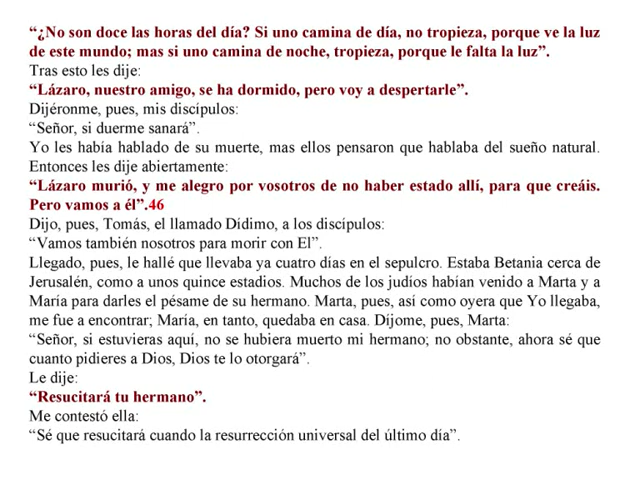 “¿No son doce las horas del día? Si uno camina de día, no tropieza, porque ve la luz
de este mundo; mas si uno camina de noche, tropieza, porque le falta la luz”.
Tras esto les dije:
“Lázaro, nuestro amigo, se ha dormido, pero voy a despertarle”.
Dijéronme, pues, mis discípulos:
“Señor, si duerme sanará”.
Yo les había hablado de su muerte, mas ellos pensaron que hablaba del sueño natural.
Entonces les dije abiertamente:
“Lázaro murió, y me alegro por vosotros de no haber estado allí, para que creáis.
Pero vamos a él”.46
Dijo, pues, Tomás, el llamado Dídimo, a los discípulos:
“Vamos también nosotros para morir con El”.
Llegado, pues, le hallé que llevaba ya cuatro días en el sepulcro. Estaba Betania cerca de
Jerusalén, como a unos quince estadios. Muchos de los judíos habían venido a Marta y a
María para darles el pésame de su hermano. Marta, pues, así como oyera que Yo llegaba,
me fue a encontrar; María, en tanto, quedaba en casa. Díjome, pues, Marta:
“Señor, si estuvieras aquí, no se hubiera muerto mi hermano; no obstante, ahora sé que
cuanto pidieres a Dios, Dios te lo otorgará”.
Le dije:
“Resucitará tu hermano”.
Me contestó ella:
“Sé que resucitará cuando la resurrección universal del último día”.